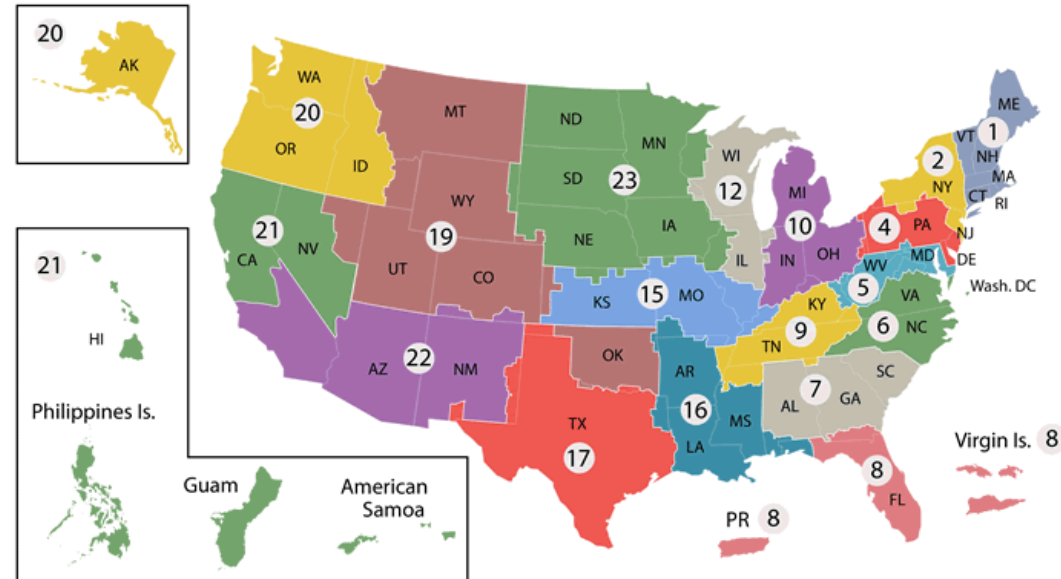 20
AK
WA
20
OR
ID
MT
ND
MN
SD
23
WY
19
NE
IA
UT
CO
21
CA
NV
WI
12
IL
MI
10
IN
OH
ME
VT
1
NH
MA
CT
RI
2
NY
4
PA
NJ
DE
MD
WV
5
Wash. DC
VA
6
NC
KY
9
TN
KS
15
MO
OK
AR
16
MS
LA
AZ
22
NM
TX
17
7
SC
AL
GA
8
FL
Virgin Is. 8
PR 8
21
HI
Philippines Is.
Guam
American
Samoa